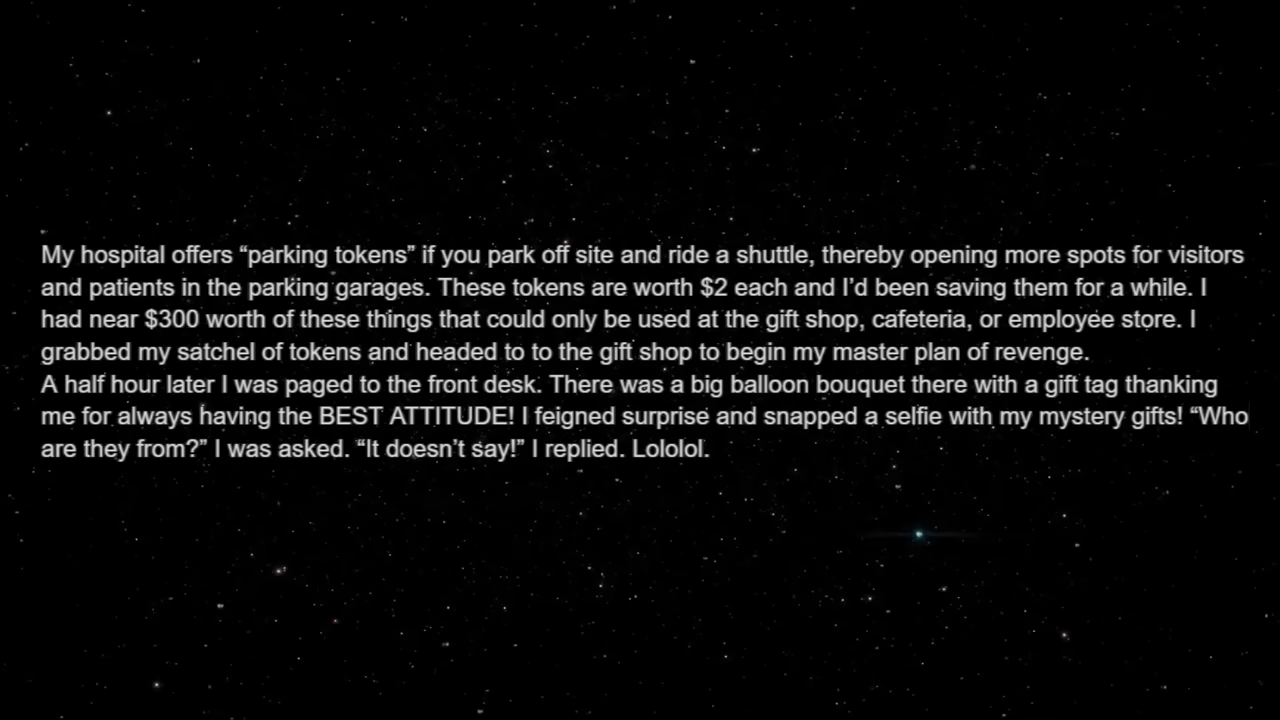 My hospital offers “parking tokens” if you park off site and ride a shuttle, thereby opening more spots for visitors
and patients in the parking garages. These tokens are worth $2 each and I’d been saving them for a while. I
had near $300 worth of these things that could only be used at the gift shop, cafeteria, or employee store. I
grabbed my satchel of tokens and headed to to the gift shop to begin my master plan of revenge.
A half hour later I was paged to the front desk. There was a big balloon bouquet there with a gift tag thanking
me for always having the BEST ATTITUDE! I feigned surprise and snapped a selfie with my mystery gifts! “Who
are they from?” I was asked. “It doesn’t say!” I replied. Lololol.